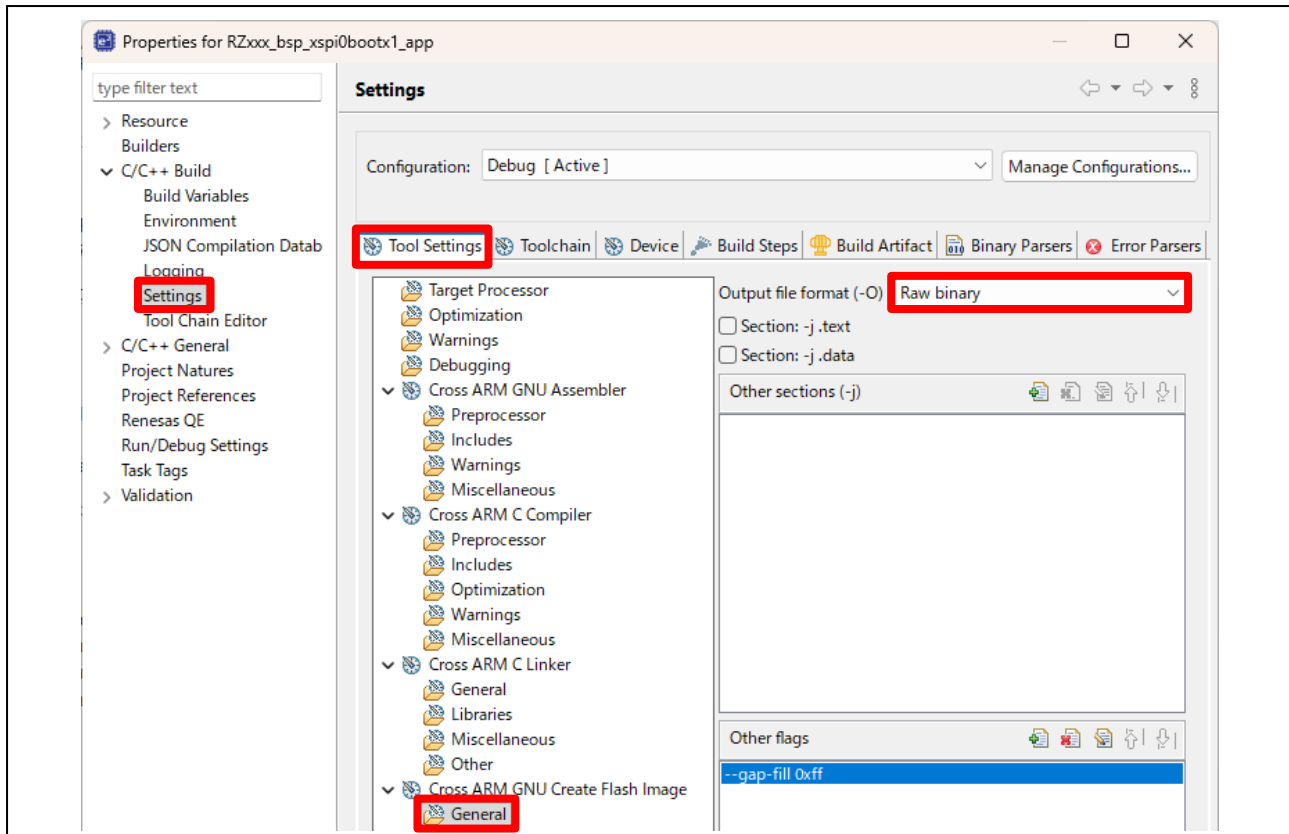 Properties for RZxxx_bsp_xspi0bootx1_app
type filter text
Resource
Builders
C/C++ Build
Build Variables
Environment
JSON Compilation Datab
Logging
Settings
Tool Chain Editor
C/C++ General
Project Natures
Project References
Renesas QE
Run/Debug Settings
Task Tags
Validation
Settings
Configuration: Debug [ Active ]
Manage Configurations...
Tool Settings Toolchain Device Build Steps Build Artifact Binary Parsers Error Parsers
Target Processor
Optimization
Warnings
Debugging
Cross ARM GNU Assembler
Preprocessor
Includes
Warnings
Miscellaneous
Cross ARM C Compiler
Preprocessor
Includes
Optimization
Warnings
Miscellaneous
Cross ARM C Linker
General
Libraries
Miscellaneous
Other
Cross ARM GNU Create Flash Image
General
Output file format (-O) Raw binary
Section: -j .text
Section: -j .data
Other sections (-j)
Other flags
--gap-fill 0xff